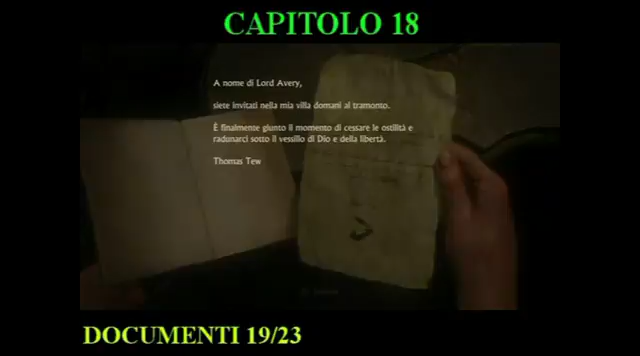 CAPITOLO 18
A nome di Lord Avery,
siete invitati nella mia villa domani al tramonto.
È finalmente giunto il momento di cessare le ostilità e
radunarci sotto il vessillo di Dio e della libertà.
Thomas Tew
DOCUMENTI 19/23